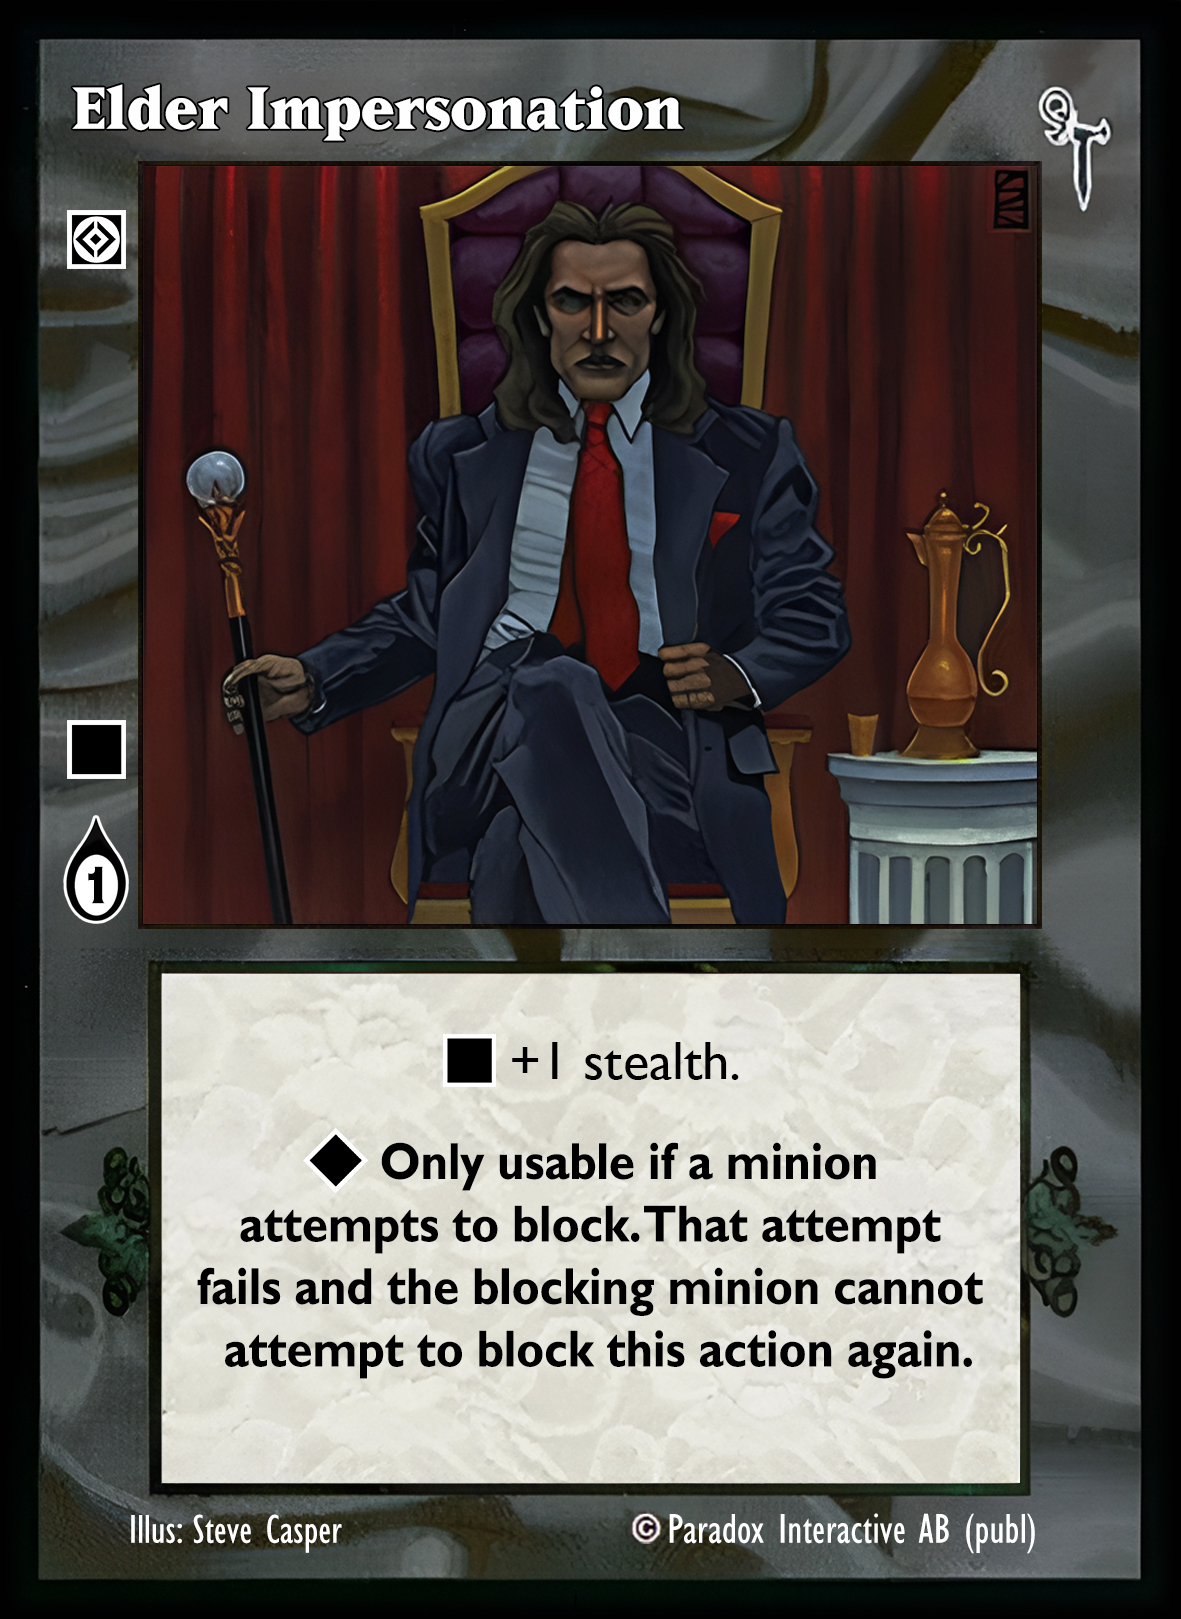 Elder Impersonation
1
+1 stealth.
Only usable if a minion
attempts to block. That attempt
fails and the blocking minion cannot
attempt to block this action again.
Illus: Steve Casper
© Paradox Interactive AB (publ)